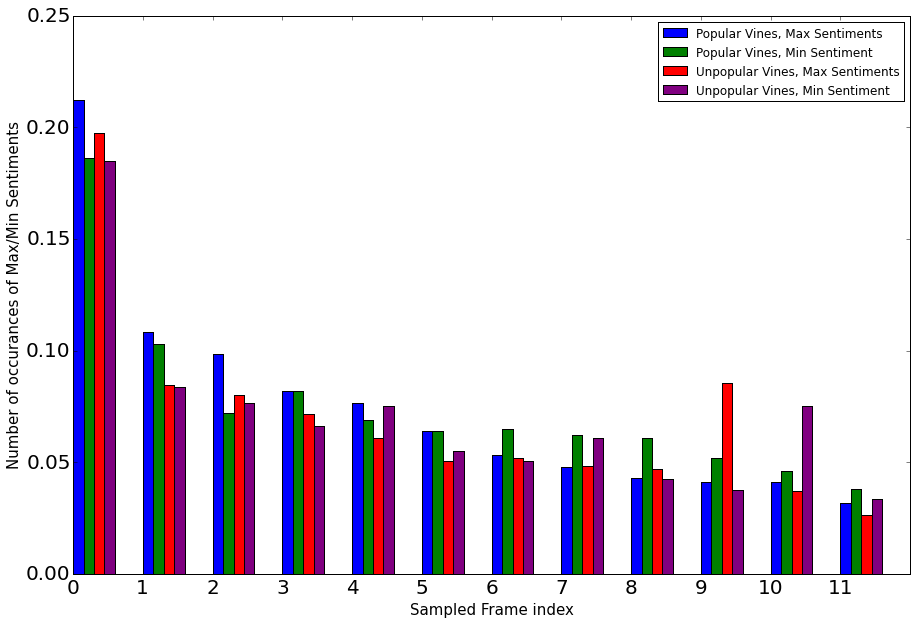 0.25
0.20
0.15
0.10
0.05
0.00
Number of occurances of Max/Min Sentiments
Popular Vines, Max Sentiments
Popular Vines, Min Sentiment
Unpopular Vines, Max Sentiments
Unpopular Vines, Min Sentiment
0 1 2 3 4 5 6 7 8 9 10 11
Sampled Frame index